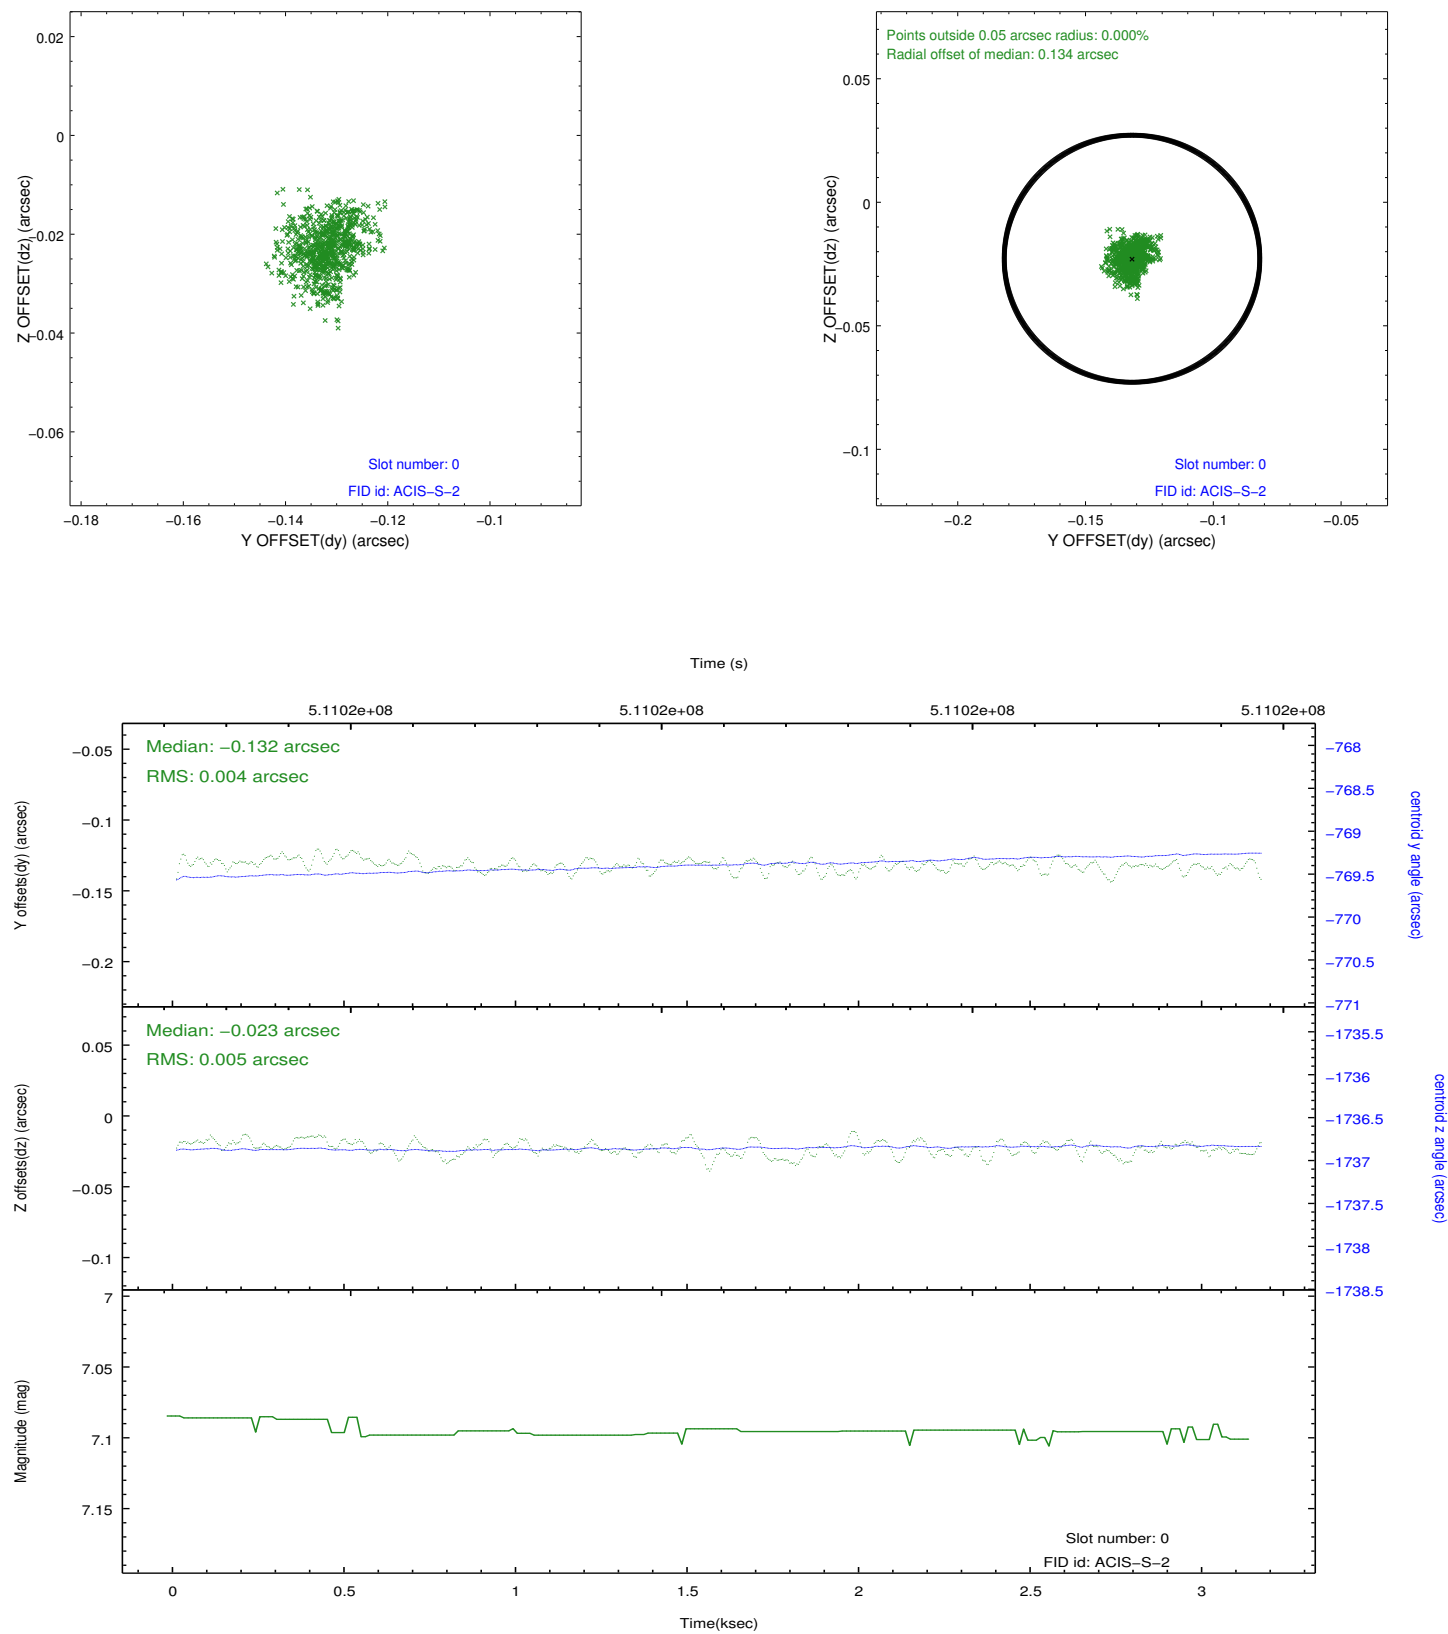 0.02
0
−0.02
−0.04
−0.06
Z OFFSET(dz) (arcsec)
Slot number: 0
FID id: ACIS−S−2
−0.18
−0.16
−0.14
−0.12
−0.1
Y OFFSET(dy) (arcsec)
Points outside 0.05 arcsec radius: 0.000%
Radial offset of median: 0.134 arcsec
0.05
0
−0.05
−0.1
Z OFFSET(dz) (arcsec)
Slot number: 0
FID id: ACIS−S−2
−0.2
−0.15
−0.1
−0.05
Y OFFSET(dy) (arcsec)
Time (s)
5.1102e+08
5.1102e+08
5.1102e+08
5.1102e+08
Median: −0.132 arcsec
RMS: 0.004 arcsec
−0.05
−0.1
−0.15
−0.2
Y offsets(dy) (arcsec)
−768
−768.5
−769
−769.5
−770
−770.5
−771
centroid y angle (arcsec)
Median: −0.023 arcsec
RMS: 0.005 arcsec
0.05
0
−0.05
−0.1
Z offsets(dz) (arcsec)
−1735.5
−1736
−1736.5
−1737
−1737.5
−1738
−1738.5
centroid z angle (arcsec)
7
7.05
7.1
7.15
Magnitude (mag)
Slot number: 0
FID id: ACIS−S−2
0
0.5
1
1.5
2
2.5
3
Time(ksec)